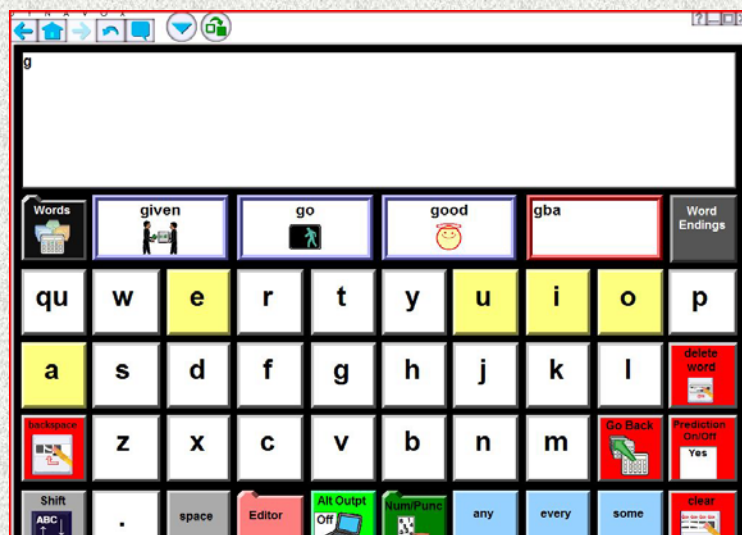 DYNAVOX
g
Words given go good gba Word Endings
qu w e r t y u i o p
a s d f g h j k l delete word
backspace z x c v b n m Go Back Prediction On/Off Yes
Shift ABC . space Editor Alt Outpt Off Num/Punc any every some clear